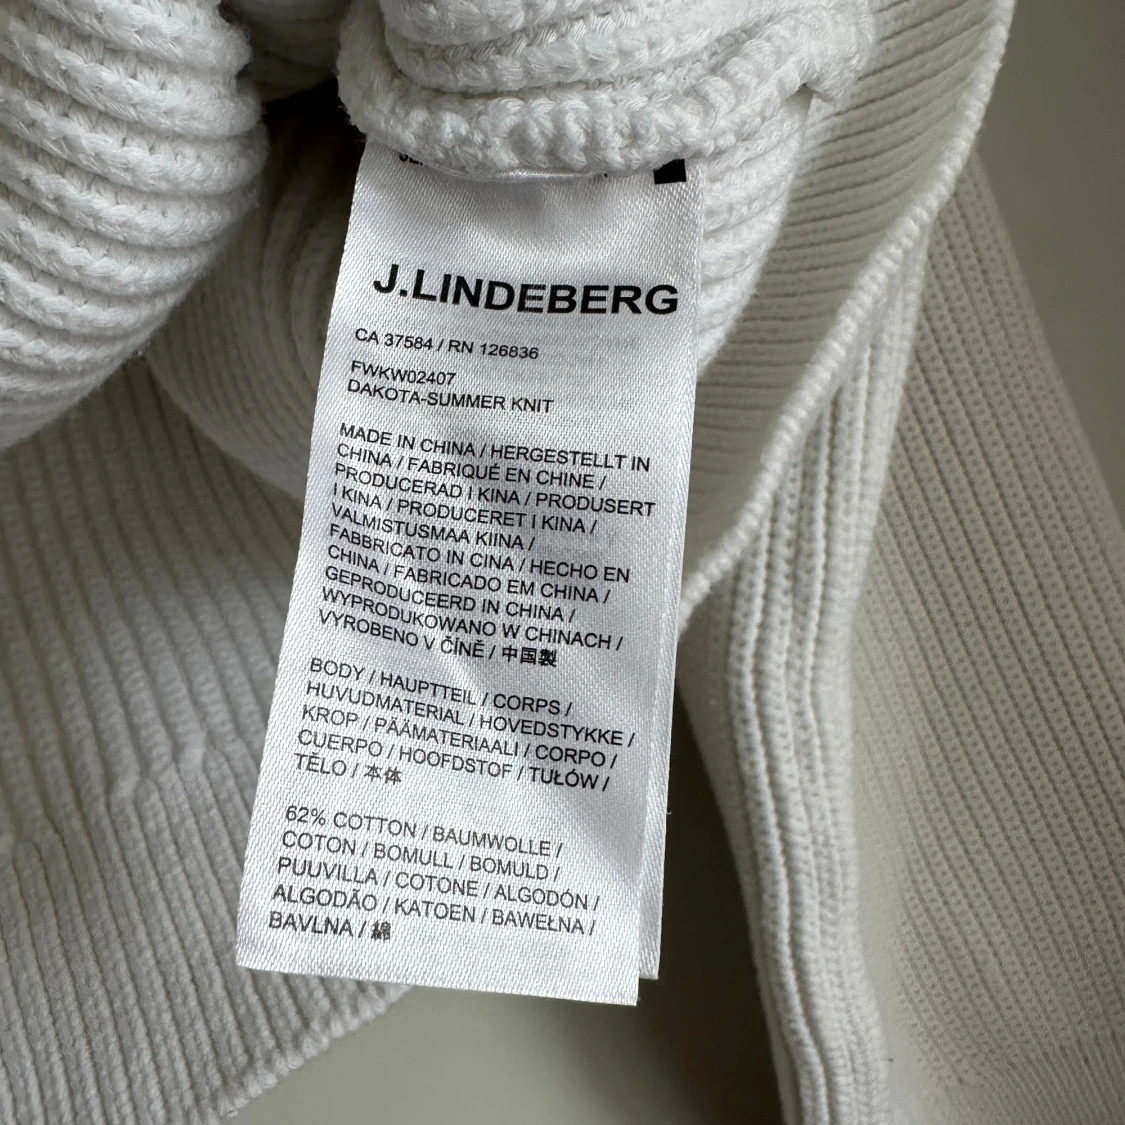 J.LINDEBERG
CA 37584 / RN 126836
FWKW02407
DAKOTA-SUMMER KNIT
MADE IN CHINA / HERGESTELLT IN
CHINA / FABRIQUÉ EN CHINE /
PRODUCERAD I KINA / PRODUSERT
I KINA / PRODUCERET I KINA /
VALMISTUSMAA KIINA /
FABBRICATO IN CINA / HECHO EN
CHINA / FABRICADO EM CHINA /
GEPRODUCEERD IN CHINA /
WYPRODUKOWANO W CHINACH /
VYROBENO V ČÍNĚ / 中国製
BODY / HAUPTTEIL / CORPS /
HUVUDMATERIAL / HOVEDSTYKKE /
KROP / PÄÄMATERIAALI / CORPO /
CUERPO / HOOFDSTOF / TUŁÓW /
TĚLO / 本体
62% COTTON / BAUMWOLLE /
COTON / BOMULL / BOMULD /
PUUVILLA / COTONE / ALGODÓN /
ALGODÃO / KATOEN / BAWEŁNA /
BAVLNA / 綿